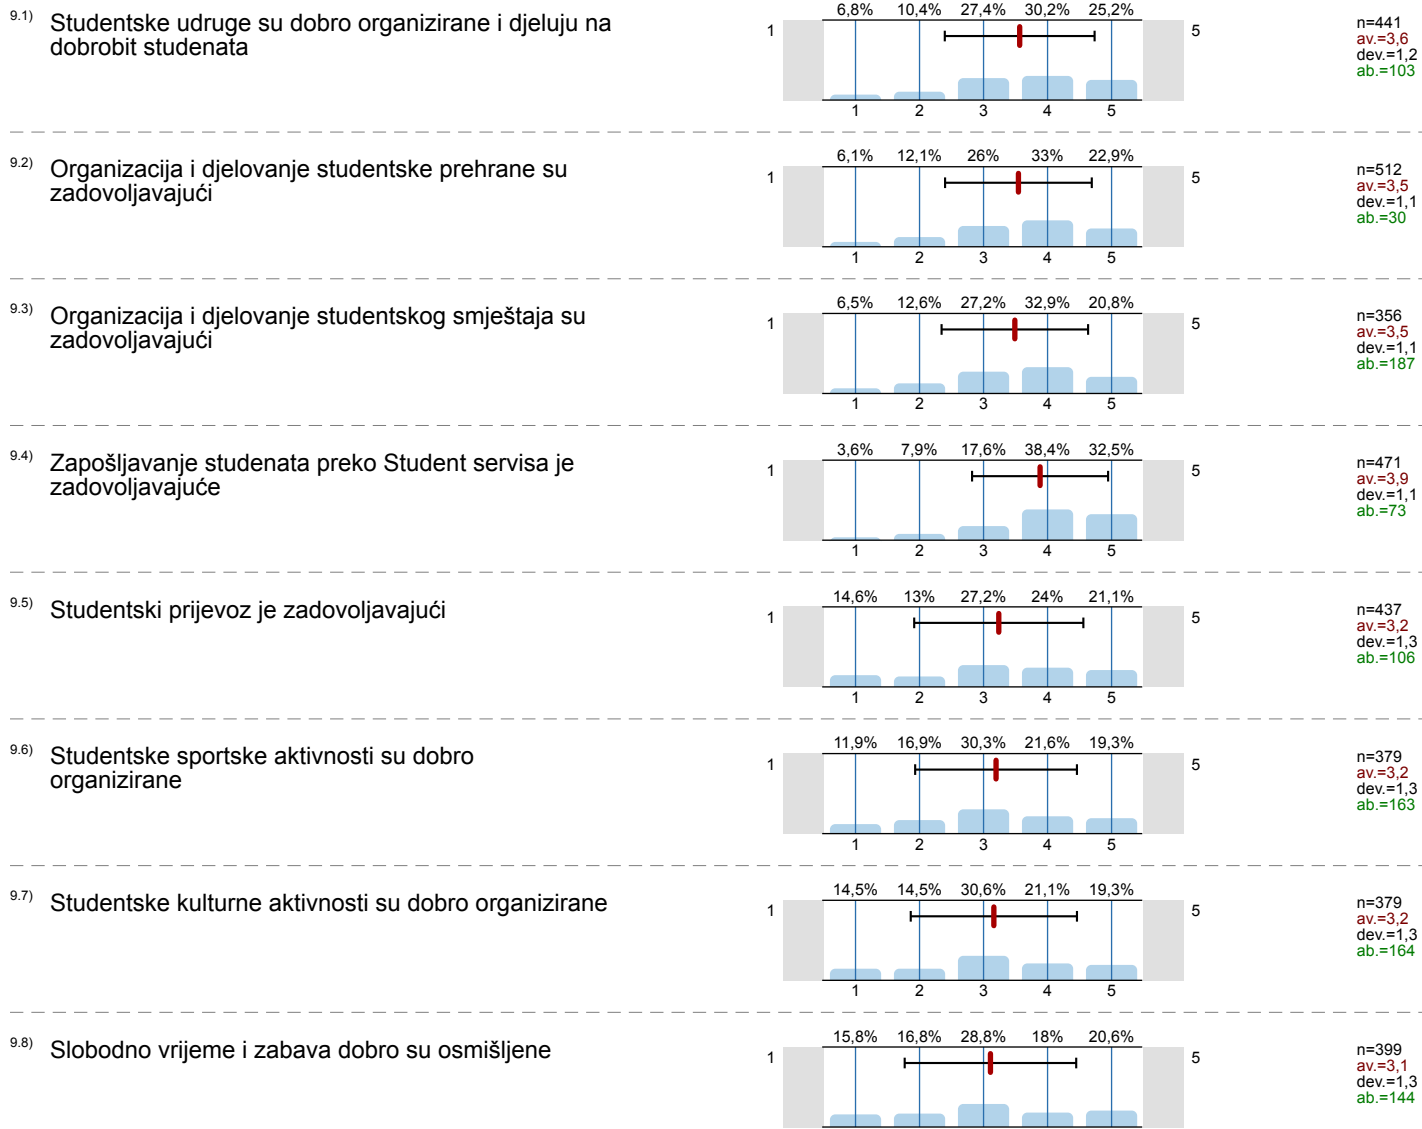 9.1) Studentske udruge su dobro organizirane i djeluju na
dobrobit studenata
6,8% 10,4% 27,4% 30,2% 25,2%
1 5
1 2 3 4 5
n=441
av.=3,6
dev.=1,2
ab.=103
9.2) Organizacija i djelovanje studentske prehrane su
zadovoljavajući
6,1% 12,1% 26% 33% 22,9%
1 5
1 2 3 4 5
n=512
av.=3,5
dev.=1,1
ab.=30
9.3) Organizacija i djelovanje studentskog smještaja su
zadovoljavajući
6,5% 12,6% 27,2% 32,9% 20,8%
1 5
1 2 3 4 5
n=356
av.=3,5
dev.=1,1
ab.=187
9.4) Zapošljavanje studenata preko Student servisa je
zadovoljavajuće
3,6% 7,9% 17,6% 38,4% 32,5%
1 5
1 2 3 4 5
n=471
av.=3,9
dev.=1,1
ab.=73
9.5) Studentski prijevoz je zadovoljavajući
14,6% 13% 27,2% 24% 21,1%
1 5
1 2 3 4 5
n=437
av.=3,2
dev.=1,3
ab.=106
9.6) Studentske sportske aktivnosti su dobro
organizirane
11,9% 16,9% 30,3% 21,6% 19,3%
1 5
1 2 3 4 5
n=379
av.=3,2
dev.=1,3
ab.=163
9.7) Studentske kulturne aktivnosti su dobro organizirane
14,5% 14,5% 30,6% 21,1% 19,3%
1 5
1 2 3 4 5
n=379
av.=3,2
dev.=1,3
ab.=164
9.8) Slobodno vrijeme i zabava dobro su osmišljene
15,8% 16,8% 28,8% 18% 20,6%
1 5
n=399
av.=3,1
dev.=1,3
ab.=144